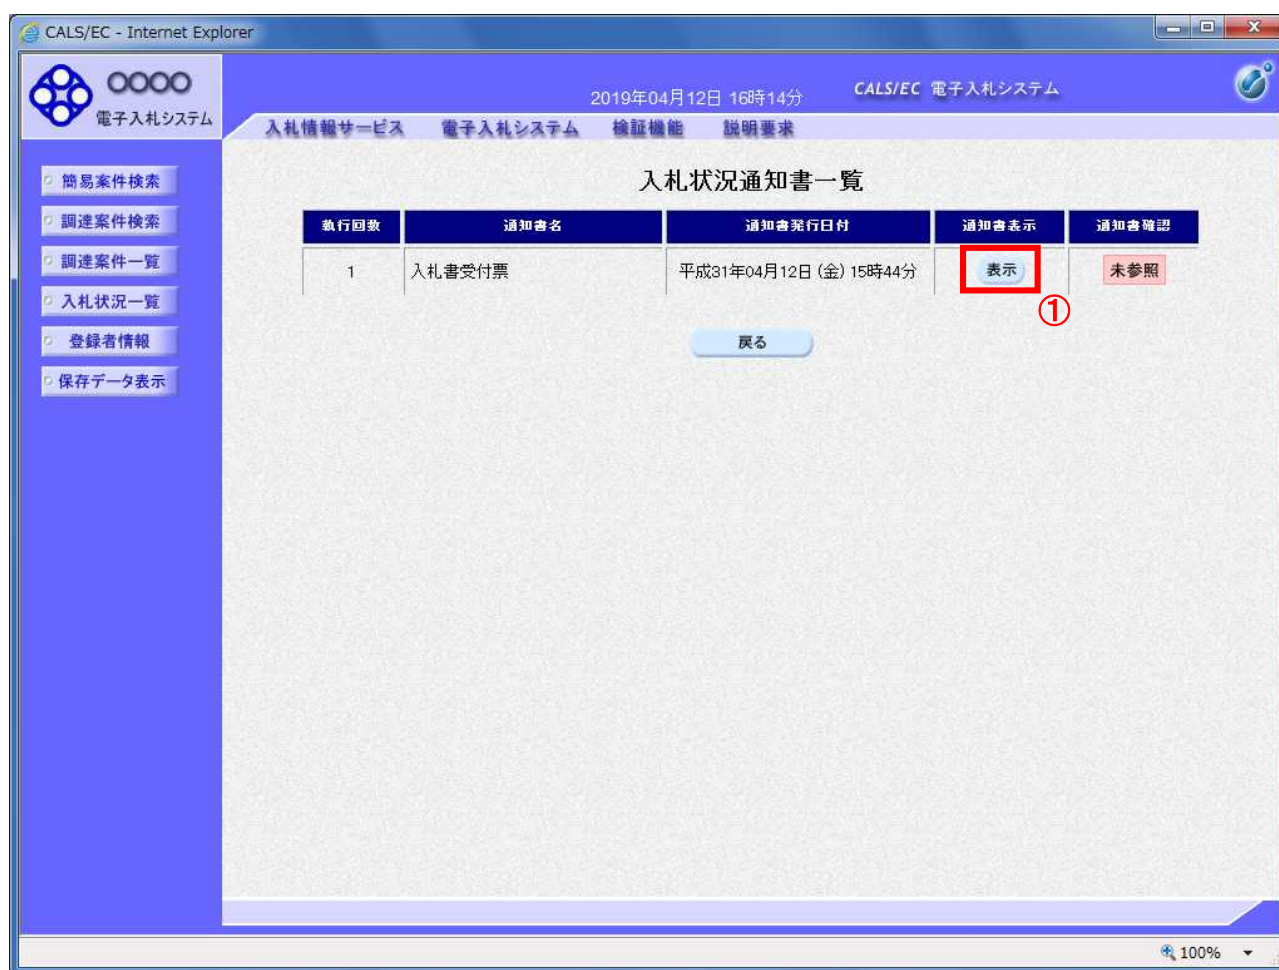 CALS/EC - Internet Explorer
○○○○
電子入札システム
2019年04月12日 16時14分
CALS/EC 電子入札システム
入札情報サービス 電子入札システム 検証機能 説明要求
簡易案件検索
調達案件検索
調達案件一覧
入札状況一覧
登録者情報
保存データ表示
入札状況通知書一覧
執行回数 通知書名 通知書発行日付 通知書表示 通知書確認
1 入札書受付票 平成31年04月12日(金)15時44分 表示 未参照
①
戻る
100%